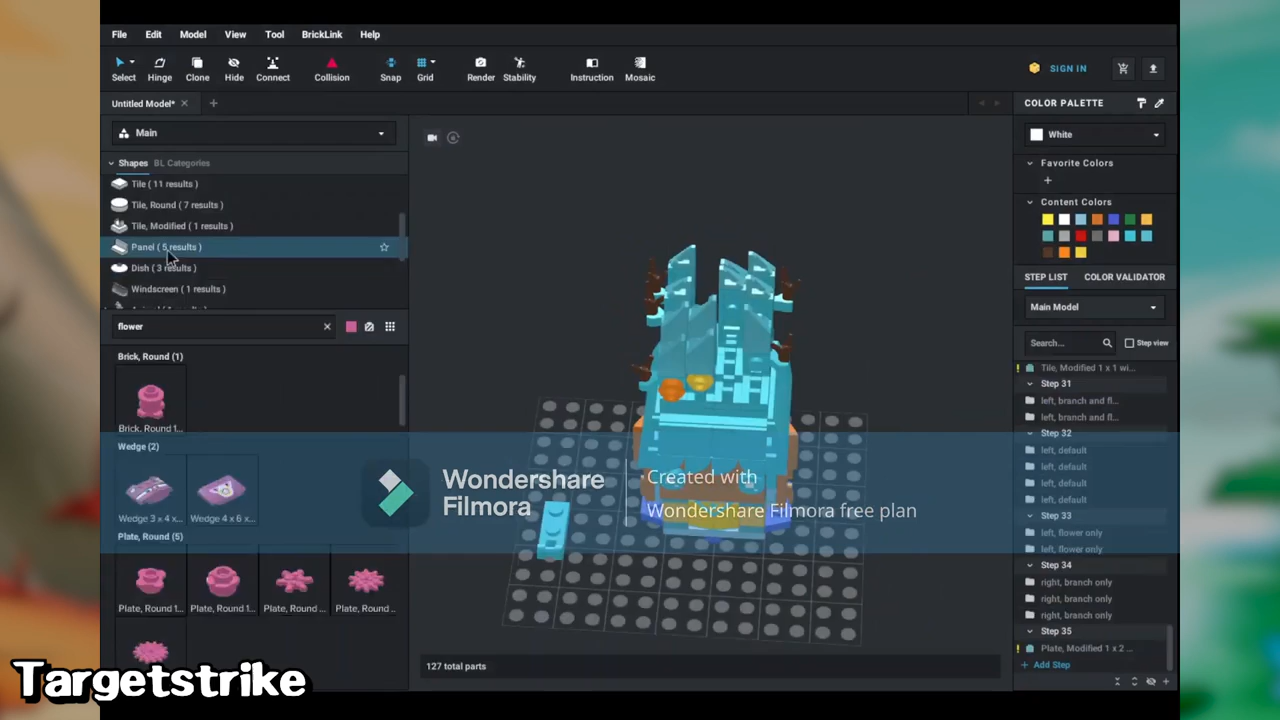 File Edit Model View Tool BrickLink Help
Select Hinge Clone Hide Connect Collision Snap Grid Render Stability Instruction Mosaic SIGN IN
Untitled Model*
COLOR PALETTE
Main
White
Shapes BL Categories
Favorite Colors
Tile ( 11 results )
Tile, Round ( 7 results )
Content Colors
Tile, Modified ( 1 results )
Panel ( 5 results )
Dish ( 3 results )
STEP LIST COLOR VALIDATOR
Windscreen ( 1 results )
Main Model
flower
Search... Step view
Brick, Round (1)
Tile, Modified 1 x 1 wi...
Step 31
left, branch and fl...
left, branch and fl...
Brick, Round 1...
Step 32
Wedge (2)
left, default
left, default
left, default
left, default
Wondershare
Filmora
Created with
Wondershare Filmora free plan
Wedge 3 x 4 x... Wedge 4 x 6 x...
Step 33
Plate, Round (5)
left, flower only
left, flower only
Step 34
right, branch only
right, branch only
right, branch only
Plate, Round 1... Plate, Round 1... Plate, Round ... Plate, Round ..
Step 35
Plate, Modified 1 x 2 ...
127 total parts
Add Step
Targetstrike